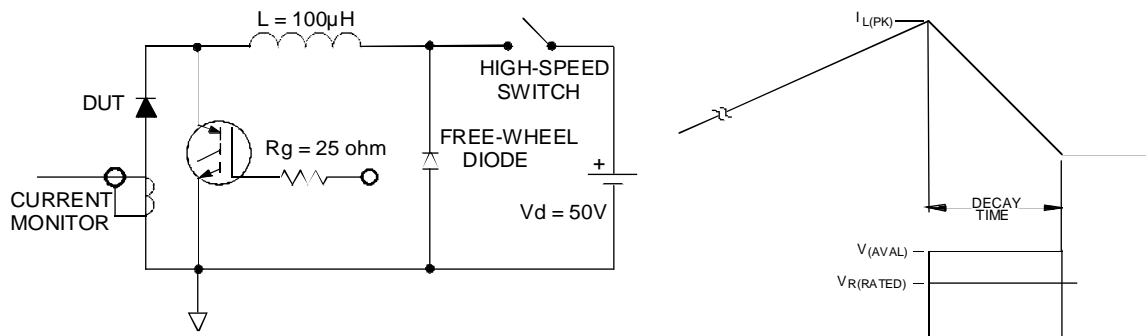 L = 100µH
HIGH-SPEED
SWITCH
DUT
Rg = 25 ohm
FREE-WHEEL
DIODE
+
CURRENT
MONITOR
Vd = 50V
IL(PK)
DECAY
TIME
V(AVAL)
VR(RATED)